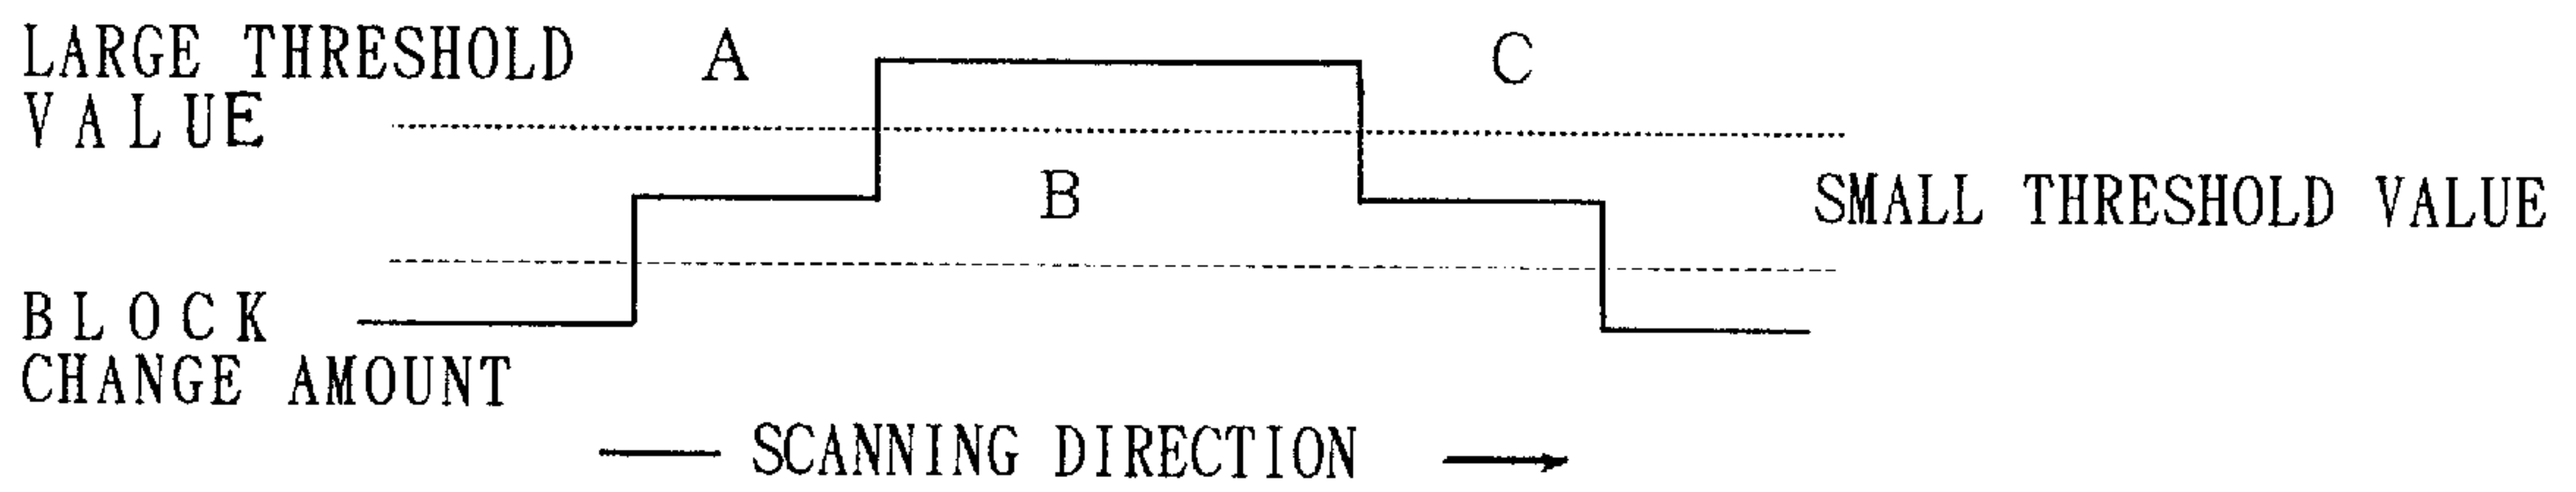 LARGE THRESHOLD
VALUE
A
C
B
SMALL THRESHOLD VALUE
BLOCK
CHANGE AMOUNT
SCANNING DIRECTION